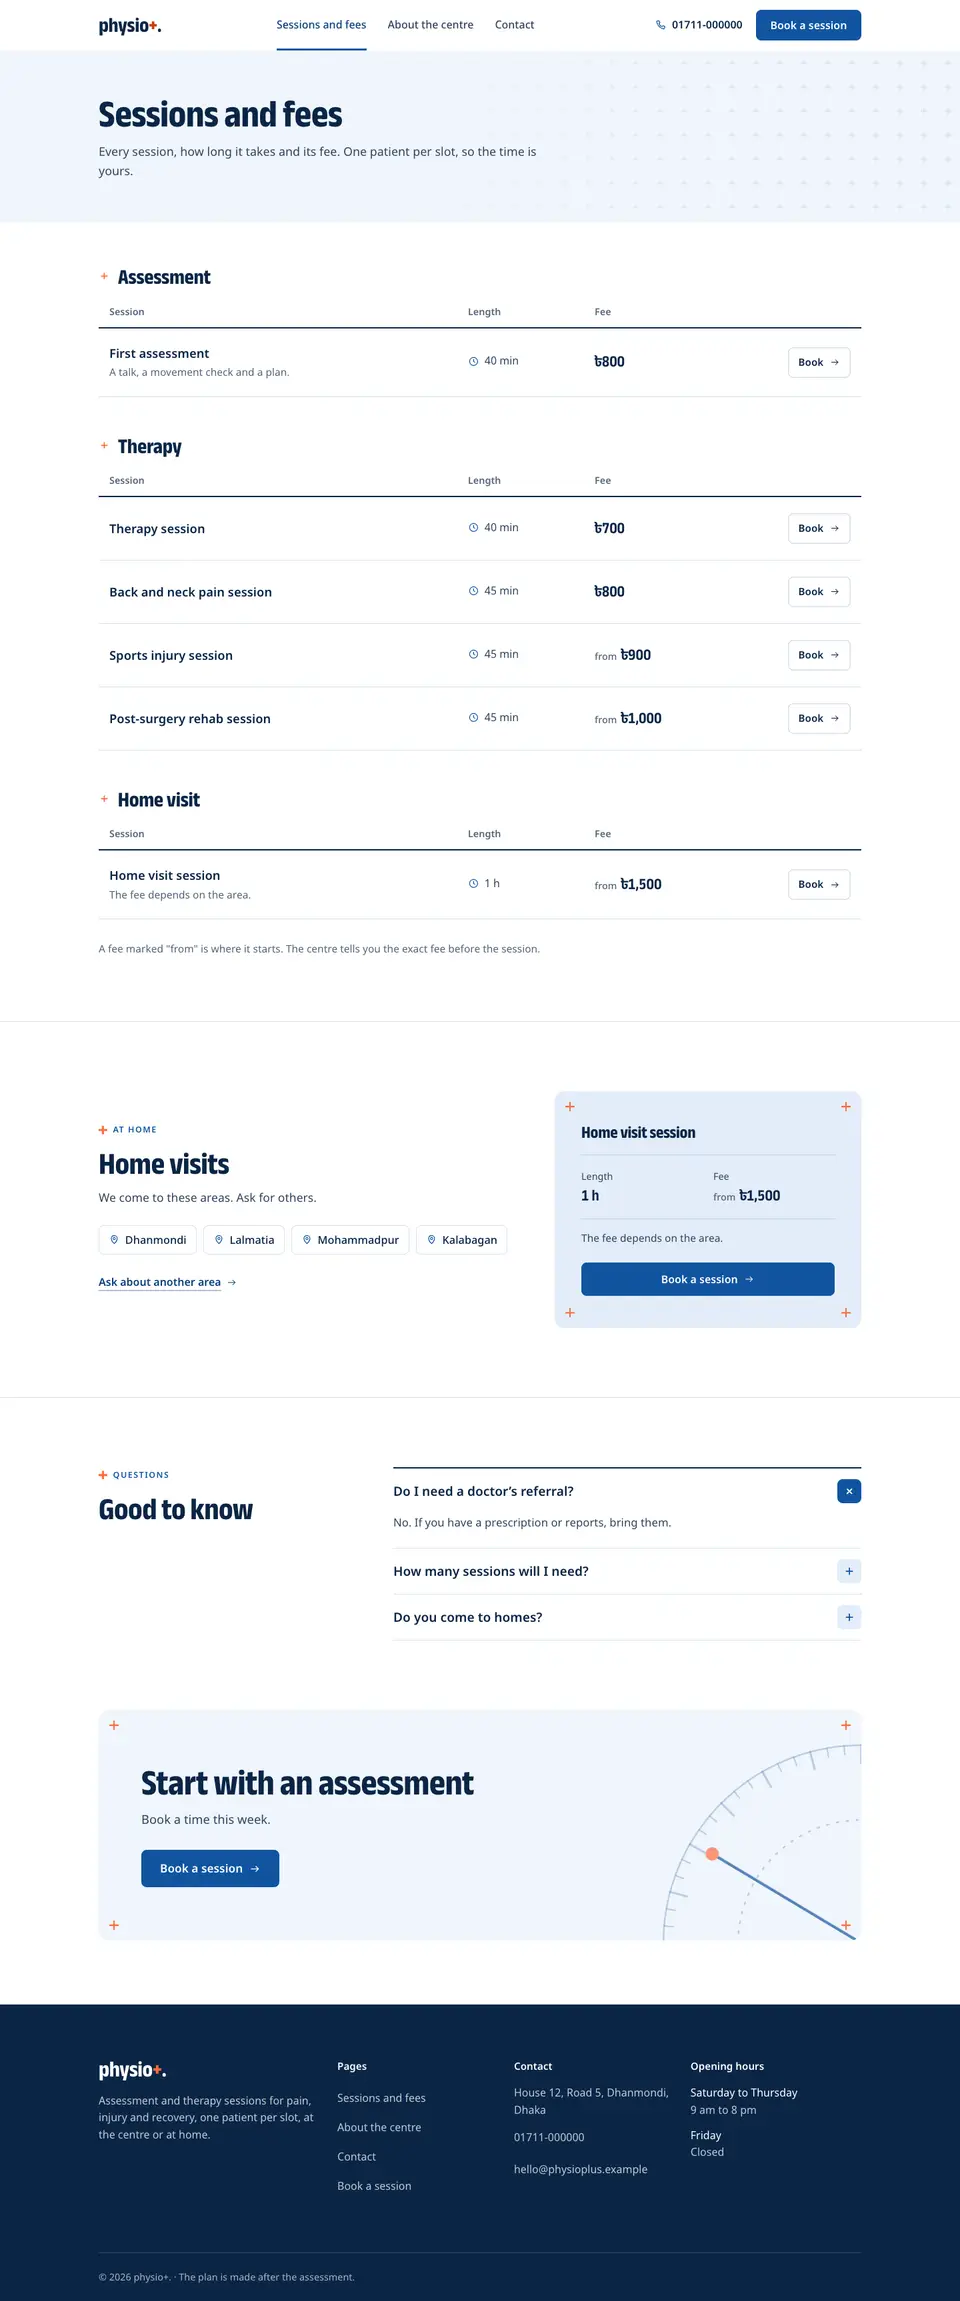 physio+.
Sessions and fees
About the centre
Contact
01711-000000
Book a session
Sessions and fees
Every session, how long it takes and its fee. One patient per slot, so the time is
yours.
Assessment
Session Length Fee
First assessment
A talk, a movement check and a plan.
40 min
৳800
Book →
Therapy
Session Length Fee
Therapy session 40 min ৳700 Book →
Back and neck pain session 45 min ৳800 Book →
Sports injury session 45 min from ৳900 Book →
Post-surgery rehab session 45 min from ৳1,000 Book →
Home visit
Session Length Fee
Home visit session
The fee depends on the area.
1 h
from ৳1,500
Book →
A fee marked "from" is where it starts. The centre tells you the exact fee before the session.
AT HOME
Home visits
We come to these areas. Ask for others.
Dhanmondi
Lalmatia
Mohammadpur
Kalabagan
Ask about another area →
Home visit session
Length Fee
1 h from ৳1,500
The fee depends on the area.
Book a session →
QUESTIONS
Good to know
Do I need a doctor’s referral?
No. If you have a prescription or reports, bring them.
How many sessions will I need?
Do you come to homes?
Start with an assessment
Book a time this week.
Book a session →
physio+.
Assessment and therapy sessions for pain,
injury and recovery, one patient per slot, at
the centre or at home.
Pages
Sessions and fees
About the centre
Contact
Book a session
Contact
House 12, Road 5, Dhanmondi,
Dhaka
01711-000000
hello@physioplus.example
Opening hours
Saturday to Thursday
9 am to 8 pm
Friday
Closed
© 2026 physio+. · The plan is made after the assessment.